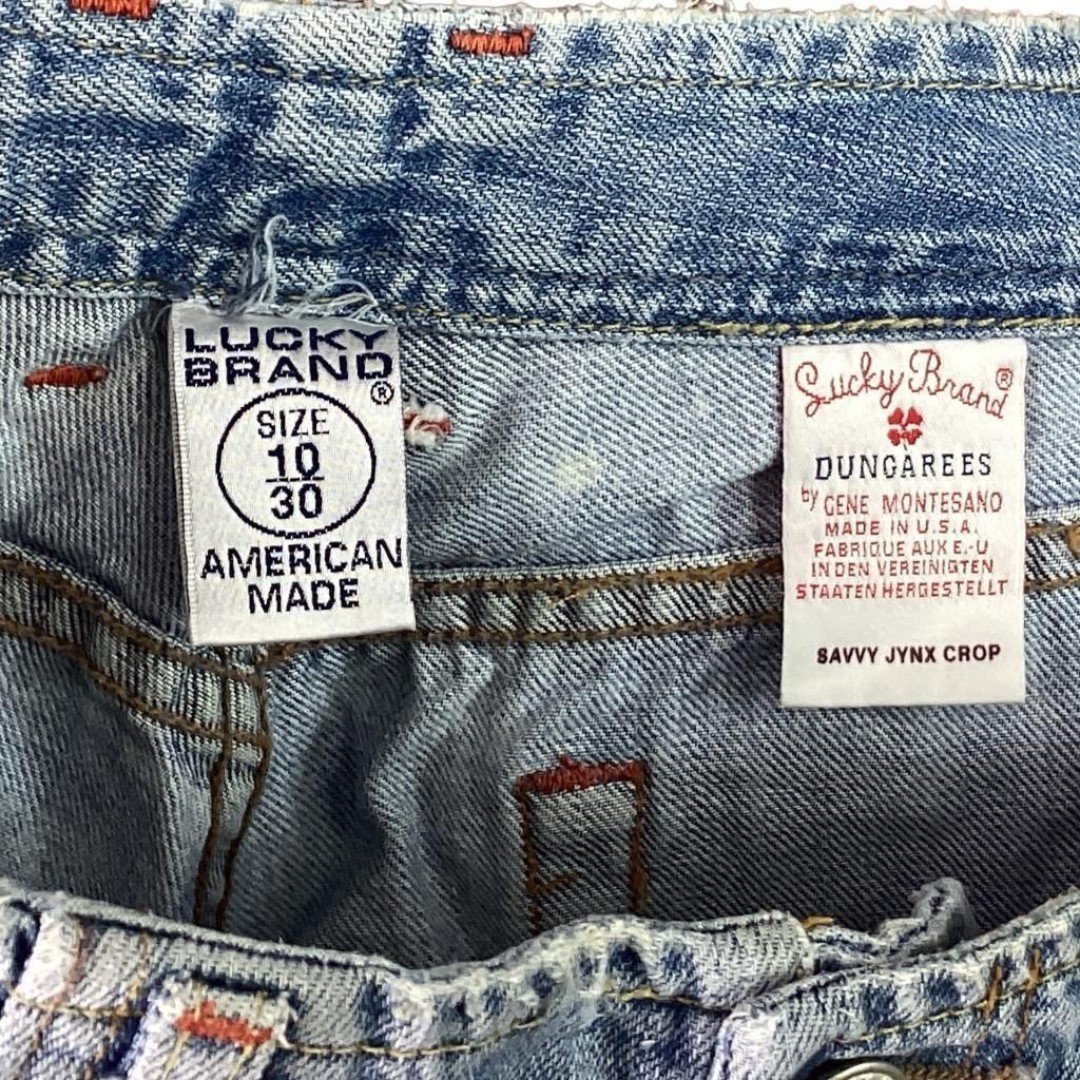 LUCKY
BRAND®
SIZE
10
30
AMERICAN
MADE
Lucky Brand®
DUNGAREES
by GENE MONTESANO
MADE IN U.S.A.
FABRIQUE AUX E.-U
IN DEN VEREINIGTEN
STAATEN HERGESTELLT
SAVVY JYNX CROP